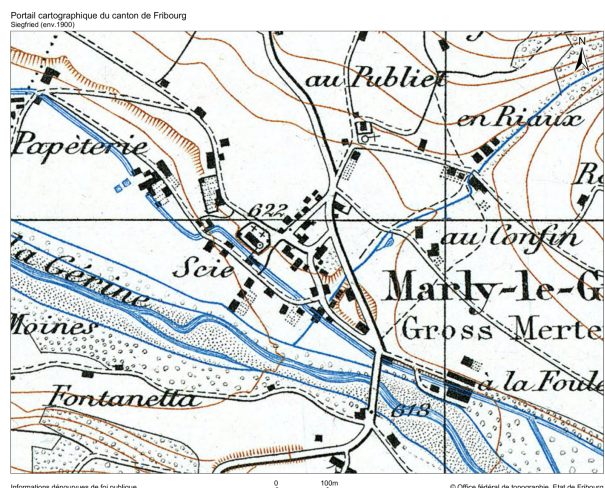 Portail cartographique du canton de Fribourg
Siegfried (env.1900)
N
au Publiet
en Riaux
Papèterie
622
au Confin
Scie
la Gérine
Marly-le-G
Moines
Gross Merte
Fontanetta
a la Foule
618
0 100m
Informations dépourvues de foi publique
© Office fédéral de topographie, Etat de Fribourg